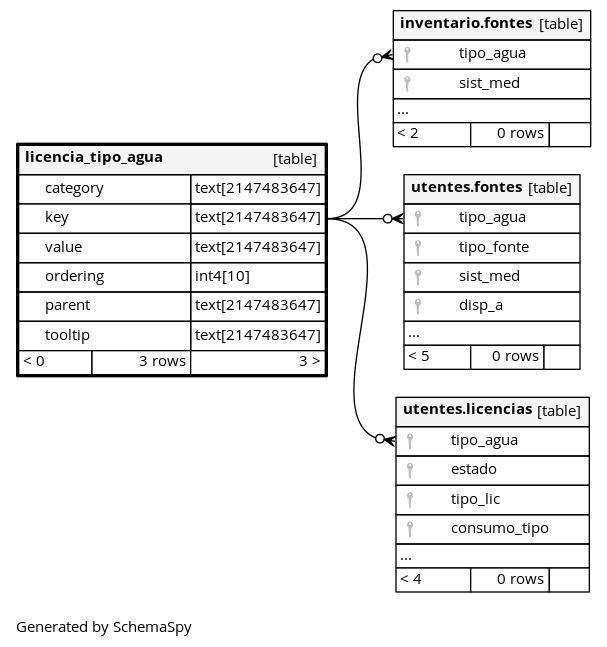 inventario.fontes [table]
tipo_agua
sist_med
...
< 2 0 rows
licencia_tipo_agua [table]
category text[2147483647]
key text[2147483647]
value text[2147483647]
ordering int4[10]
parent text[2147483647]
tooltip text[2147483647]
< 0 3 rows 3 >
utentes.fontes [table]
tipo_agua
tipo_fonte
sist_med
disp_a
...
< 5 0 rows
utentes.licencias [table]
tipo_agua
estado
tipo_lic
consumo_tipo
...
< 4 0 rows
Generated by SchemaSpy